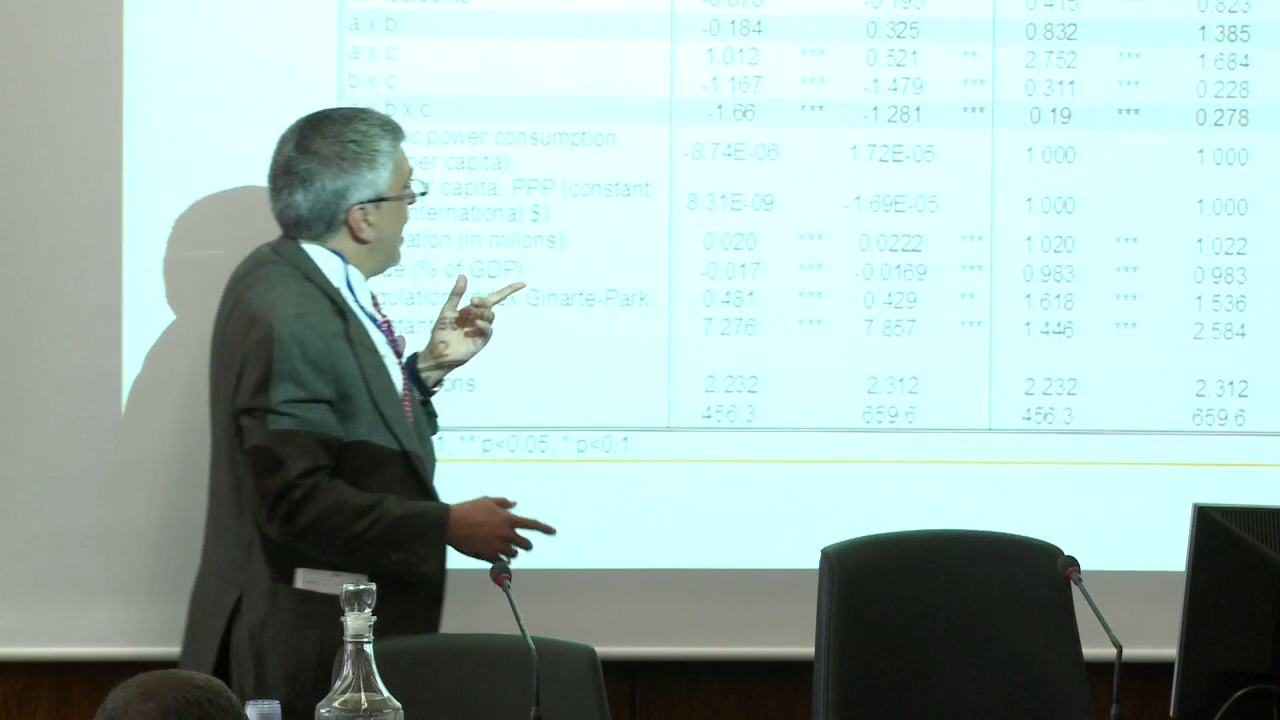 0.823
a x b -0.184 0.325 0.832 1.385
a x c 1.012 *** 0.521 ** 2.752 *** 1.684
b x c -1.167 *** -1.479 *** 0.311 *** 0.228
b x c -1.66 *** -1.281 *** 0.19 *** 0.278
power consumption
per capita) -8.74E-06 1.72E-05 1.000 1.000
capita, PPP (constant
international $) 8.31E-09 -1.69E-05 1.000 1.000
(in millons) 0.020 *** 0.0222 *** 1.020 *** 1.022
(% of GDP) -0.017 *** -0.0169 *** 0.983 *** 0.983
Ginarte-Park 0.481 *** 0.429 ** 1.618 *** 1.536
7.276 *** 7.857 *** 1.446 *** 2.584
2.232 2.312 2.232 2.312
456.3 659.6 456.3 659.6
** p<0.05, * p<0.1